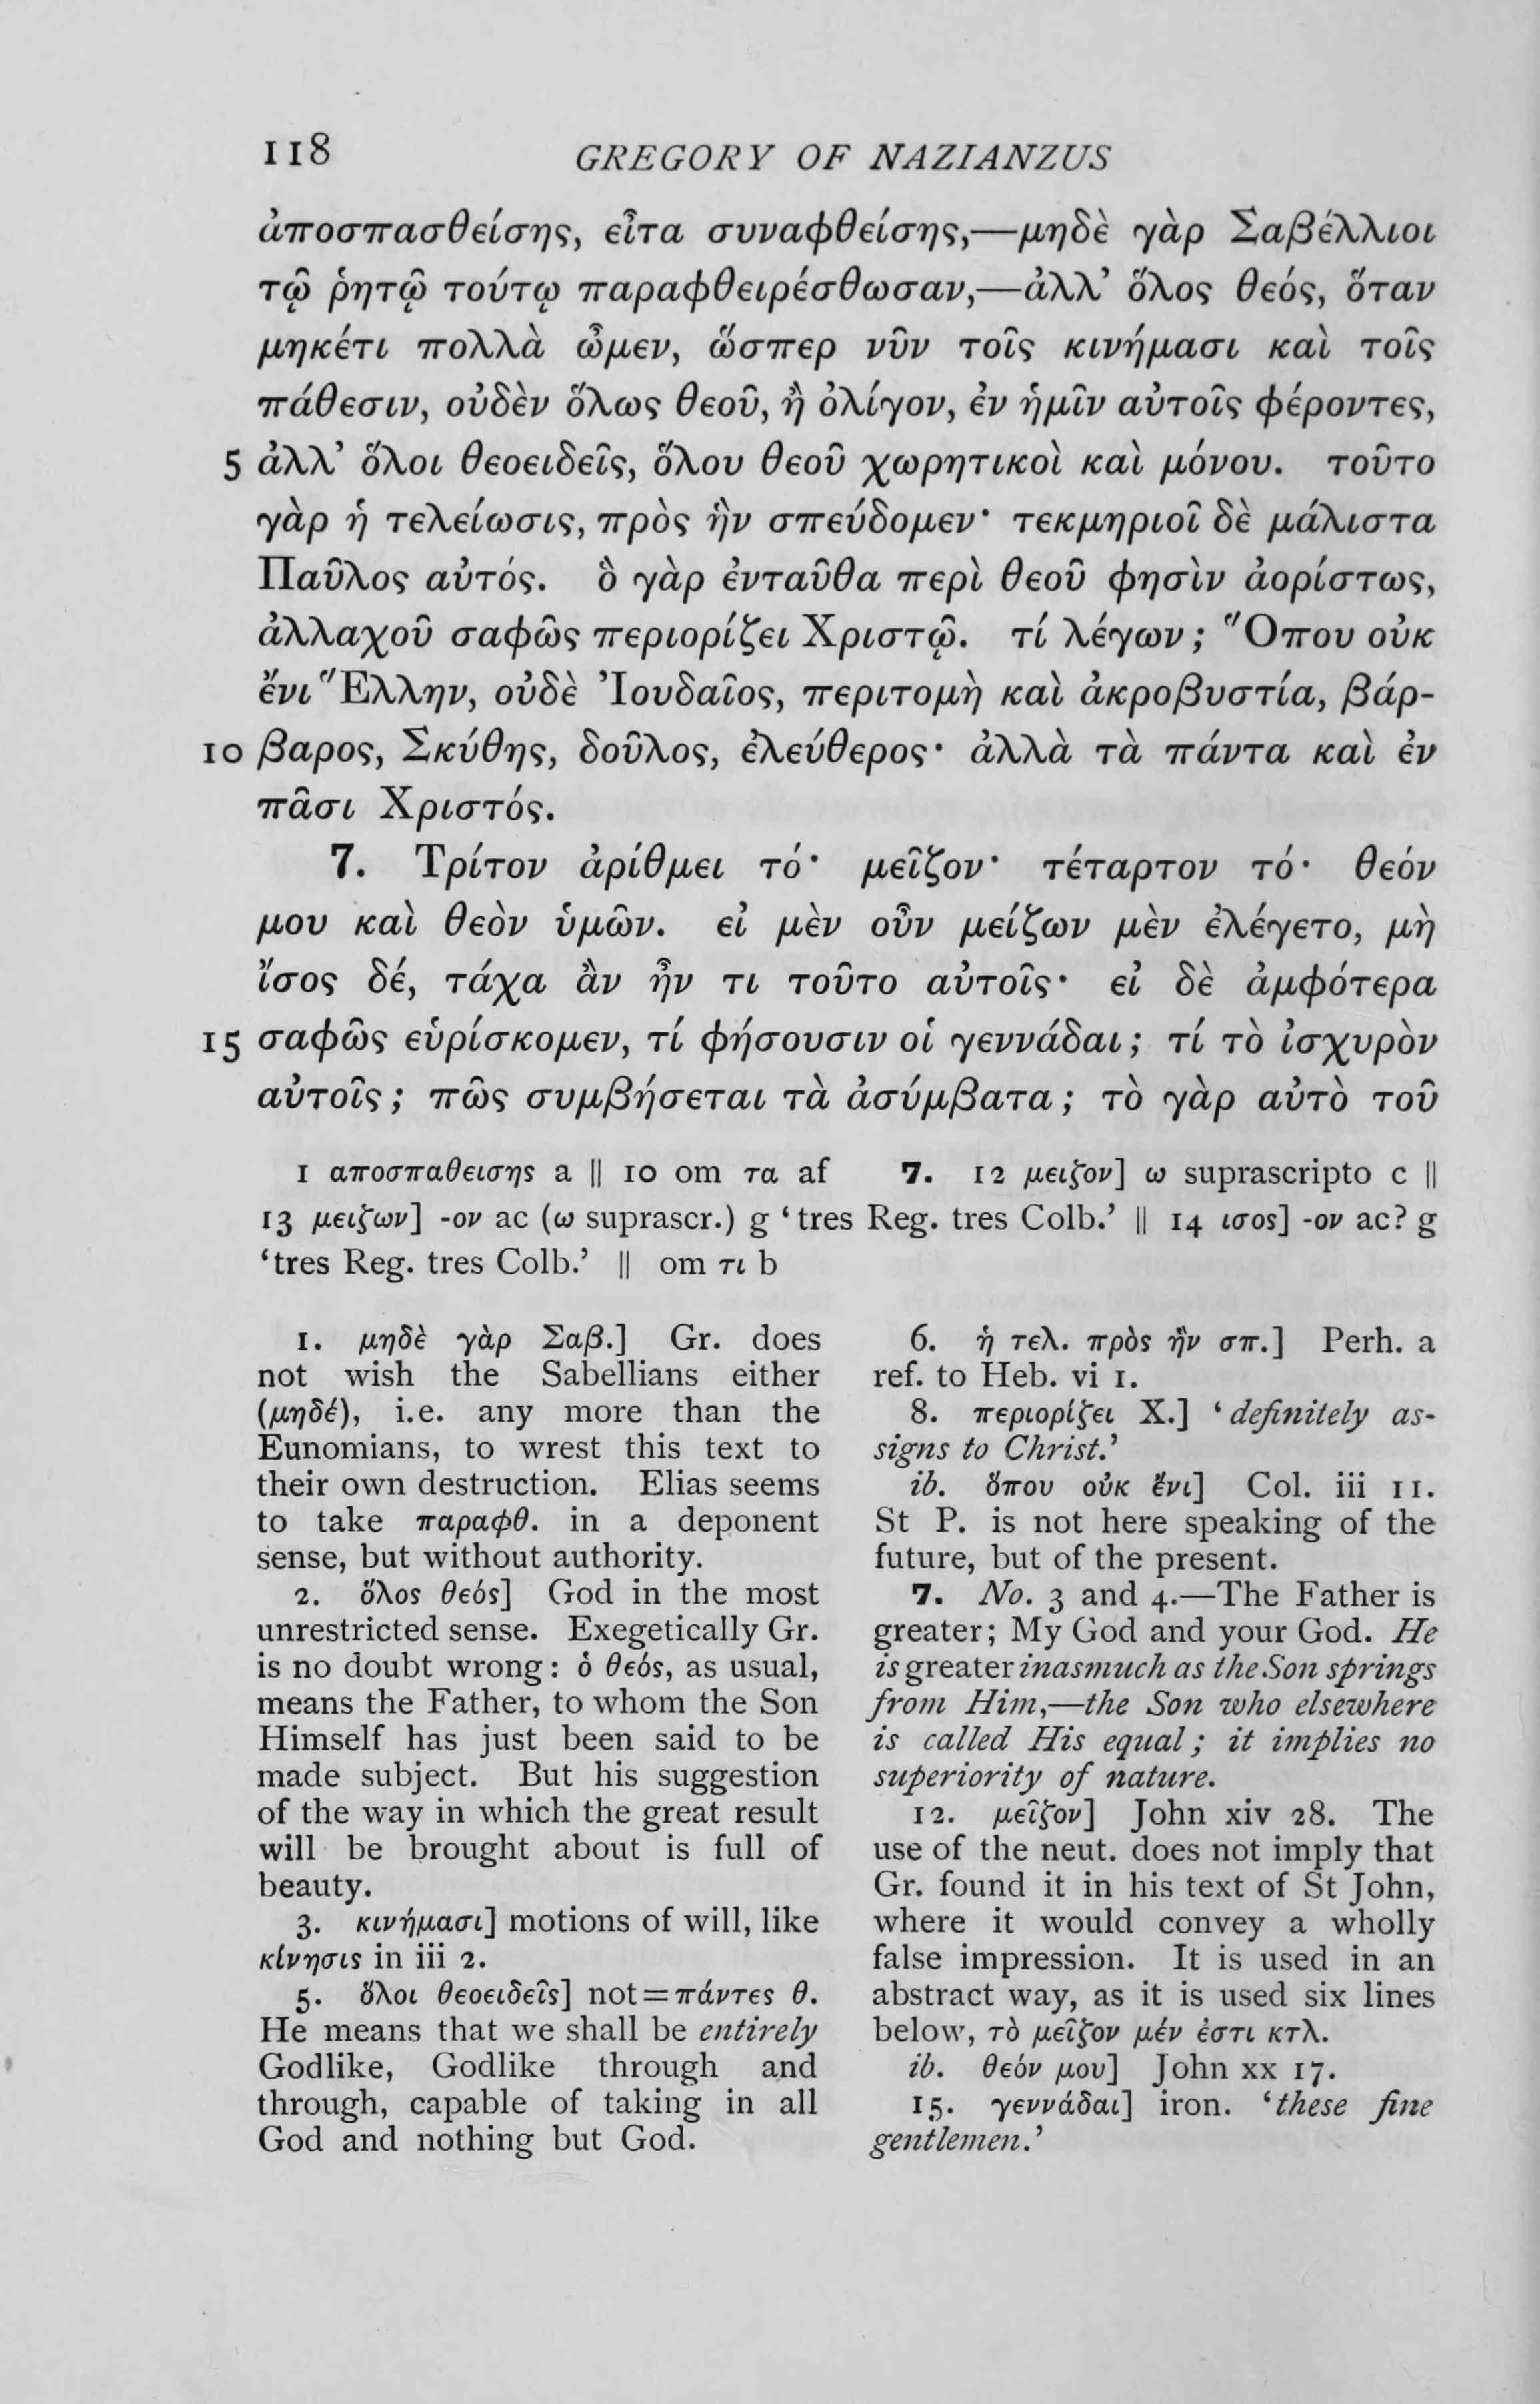 118 GREGORY OF NAZIANZUS
ἀποσπασθείσης, εἶτα συναφθείσης,—μηδὲ γὰρ Σαβέλλιοι
τῷ ῥητῷ τούτῳ παραφθειρέσθωσαν,—ἀλλ’ ὅλος θεός, ὅταν
μηκέτι πολλὰ ὦμεν, ὥσπερ νῦν τοῖς κινήμασι καὶ τοῖς
πάθεσιν, οὐδὲν ὅλως θεοῦ, ἢ ὀλίγον, ἐν ἡμῖν αὐτοῖς φέροντες,
5 ἀλλ’ ὅλοι θεοειδεῖς, ὅλου θεοῦ χωρητικοὶ καὶ μόνου. τοῦτο
γὰρ ἡ τελείωσις, πρὸς ἣν σπεύδομεν· τεκμηριοῖ δὲ μάλιστα
Παῦλος αὐτός. ὃ γὰρ ἐνταῦθα περὶ θεοῦ φησὶν ἀορίστως,
ἀλλαχοῦ σαφῶς περιορίζει Χριστῷ. τί λέγων; Ὅπου οὐκ
ἔνι Ἕλλην, οὐδὲ Ἰουδαῖος, περιτομὴ καὶ ἀκροβυστία, βάρ-
10 βαρος, Σκύθης, δοῦλος, ἐλεύθερος· ἀλλὰ τὰ πάντα καὶ ἐν
πᾶσι Χριστός.
7. Τρίτον ἀρίθμει τό· μεῖζον· τέταρτον τό· θεόν
μου καὶ θεὸν ὑμῶν. εἰ μὲν οὖν μείζων μὲν ἐλέγετο, μὴ
ἴσος δέ, τάχα ἂν ἦν τι τοῦτο αὐτοῖς· εἰ δὲ ἀμφότερα
15 σαφῶς εὑρίσκομεν, τί φήσουσιν οἱ γεννάδαι; τί τὸ ἰσχυρὸν
αὐτοῖς; πῶς συμβήσεται τὰ ἀσύμβατα; τὸ γὰρ αὐτὸ τοῦ
1 αποσπαθεισης a || 10 om τα af 7. 12 μειζον] ω suprascripto c ||
13 μειζων] -ον ac (ω suprascr.) g ‘tres Reg. tres Colb.’ || 14 ισος] -ον ac? g
‘tres Reg. tres Colb.’ || om τι b
1. μηδὲ γὰρ Σαβ.] Gr. does
not wish the Sabellians either
(μηδέ), i.e. any more than the
Eunomians, to wrest this text to
their own destruction. Elias seems
to take παραφθ. in a deponent
sense, but without authority.
2. ὅλος θεός] God in the most
unrestricted sense. Exegetically Gr.
is no doubt wrong: ὁ θεός, as usual,
means the Father, to whom the Son
Himself has just been said to be
made subject. But his suggestion
of the way in which the great result
will be brought about is full of
beauty.
3. κινήμασι] motions of will, like
κίνησις in iii 2.
5. ὅλοι θεοειδεῖς] not=πάντες θ.
He means that we shall be entirely
Godlike, Godlike through and
through, capable of taking in all
God and nothing but God.
6. ἡ τελ. πρὸς ἣν σπ.] Perh. a
ref. to Heb. vi 1.
8. περιορίζει Χ.] ‘definitely as-
signs to Christ.’
ib. ὅπου οὐκ ἔνι] Col. iii 11.
St P. is not here speaking of the
future, but of the present.
7. No. 3 and 4.—The Father is
greater; My God and your God. He
is greater inasmuch as the Son springs
from Him,—the Son who elsewhere
is called His equal; it implies no
superiority of nature.
12. μεῖζον] John xiv 28. The
use of the neut. does not imply that
Gr. found it in his text of St John,
where it would convey a wholly
false impression. It is used in an
abstract way, as it is used six lines
below, τὸ μεῖζον μέν ἐστι κτλ.
ib. θεόν μου] John xx 17.
15. γεννάδαι] iron. ‘these fine
gentlemen.’